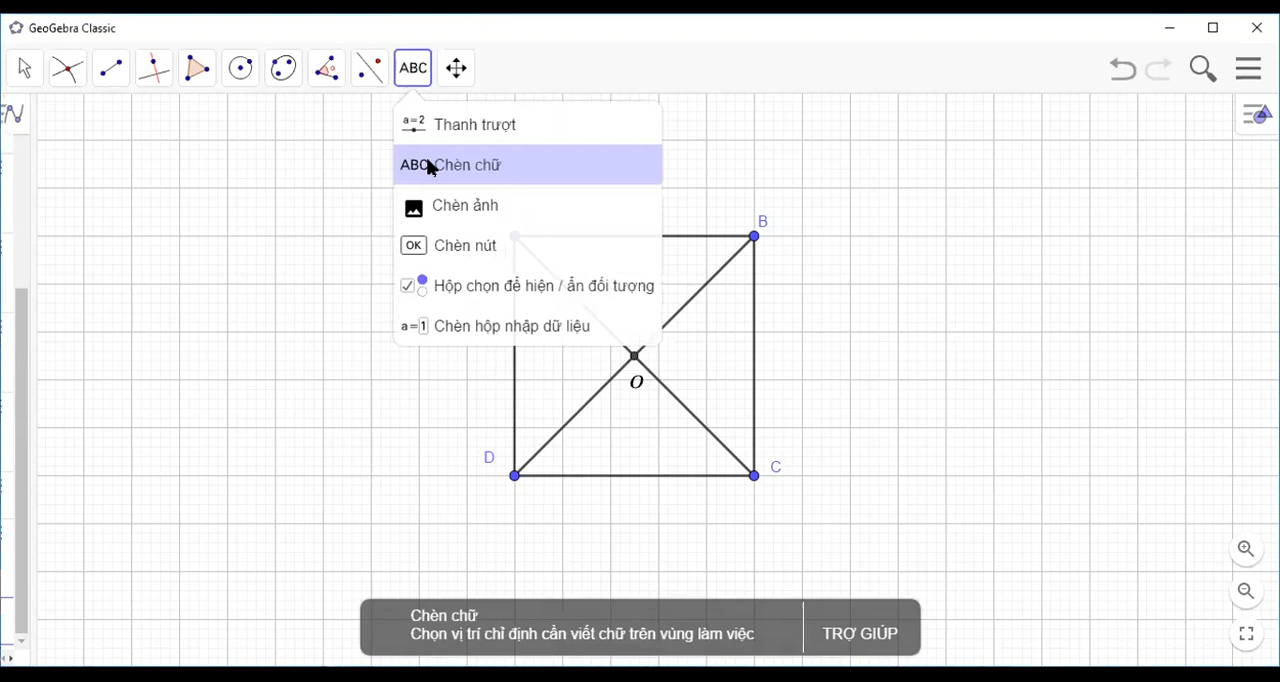 GeoGebra Classic
ABC
a=2 Thanh trượt
ABC Chèn chữ
Chèn ảnh
OK Chèn nút
Hộp chọn để hiện / ẩn đối tượng
a=1 Chèn hộp nhập dữ liệu
B
O
D
C
Chèn chữ
Chọn vị trí chỉ định cần viết chữ trên vùng làm việc
TRỢ GIÚP